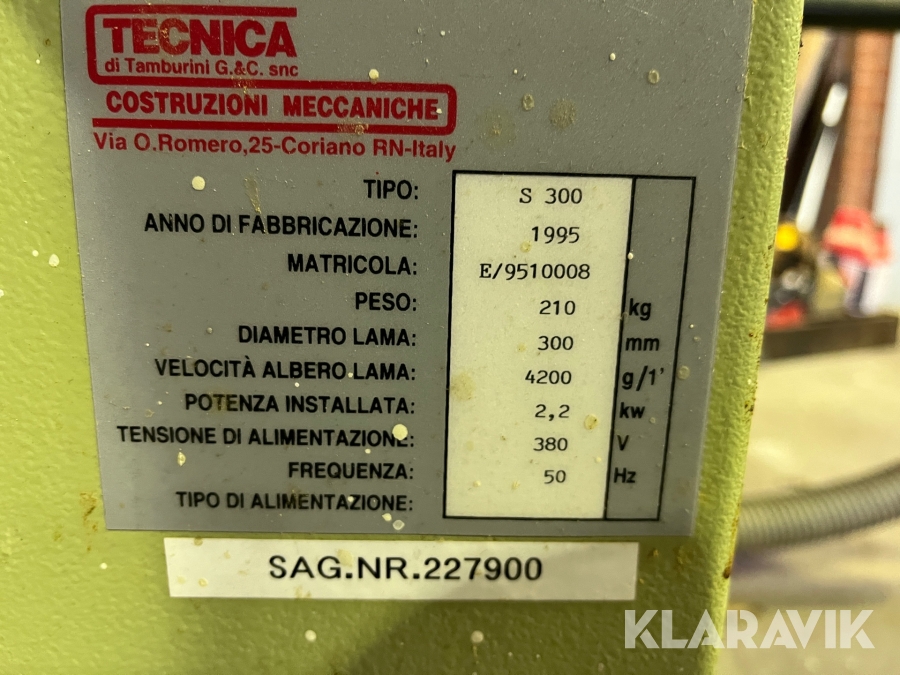 TECNICA
di Tamburini G.&C. snc
COSTRUZIONI MECCANICHE
Via O.Romero,25-Coriano RN-Italy
TIPO: S 300
ANNO DI FABBRICAZIONE: 1995
MATRICOLA: E/9510008
PESO: 210 kg
DIAMETRO LAMA: 300 mm
VELOCITÀ ALBERO LAMA: 4200 g/1'
POTENZA INSTALLATA: 2,2 kw
TENSIONE DI ALIMENTAZIONE: 380 V
FREQUENZA: 50 Hz
TIPO DI ALIMENTAZIONE:
SAG.NR.227900
KLARAVIK